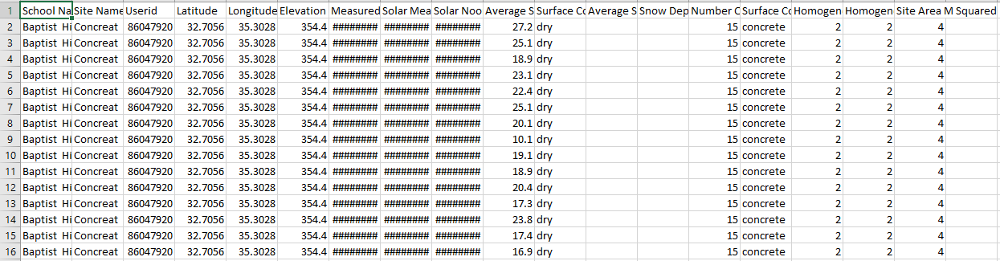 1 School Na Site Name Userid Latitude Longitude Elevation Measured Solar Mea Solar Noo Average S Surface Co Average S Snow Dep Number C Surface Co Homogen Homogen Site Area M Squared
2 Baptist Hi Concreat 86047920 32.7056 35.3028 354.4 ######## ######## ######## 27.2 dry 15 concrete 2 2 4
3 Baptist Hi Concreat 86047920 32.7056 35.3028 354.4 ######## ######## ######## 25.1 dry 15 concrete 2 2 4
4 Baptist Hi Concreat 86047920 32.7056 35.3028 354.4 ######## ######## ######## 18.9 dry 15 concrete 2 2 4
5 Baptist Hi Concreat 86047920 32.7056 35.3028 354.4 ######## ######## ######## 23.1 dry 15 concrete 2 2 4
6 Baptist Hi Concreat 86047920 32.7056 35.3028 354.4 ######## ######## ######## 22.4 dry 15 concrete 2 2 4
7 Baptist Hi Concreat 86047920 32.7056 35.3028 354.4 ######## ######## ######## 25.1 dry 15 concrete 2 2 4
8 Baptist Hi Concreat 86047920 32.7056 35.3028 354.4 ######## ######## ######## 20.1 dry 15 concrete 2 2 4
9 Baptist Hi Concreat 86047920 32.7056 35.3028 354.4 ######## ######## ######## 10.1 dry 15 concrete 2 2 4
10 Baptist Hi Concreat 86047920 32.7056 35.3028 354.4 ######## ######## ######## 19.1 dry 15 concrete 2 2 4
11 Baptist Hi Concreat 86047920 32.7056 35.3028 354.4 ######## ######## ######## 18.9 dry 15 concrete 2 2 4
12 Baptist Hi Concreat 86047920 32.7056 35.3028 354.4 ######## ######## ######## 20.4 dry 15 concrete 2 2 4
13 Baptist Hi Concreat 86047920 32.7056 35.3028 354.4 ######## ######## ######## 17.3 dry 15 concrete 2 2 4
14 Baptist Hi Concreat 86047920 32.7056 35.3028 354.4 ######## ######## ######## 23.8 dry 15 concrete 2 2 4
15 Baptist Hi Concreat 86047920 32.7056 35.3028 354.4 ######## ######## ######## 17.4 dry 15 concrete 2 2 4
16 Baptist Hi Concreat 86047920 32.7056 35.3028 354.4 ######## ######## ######## 16.9 dry 15 concrete 2 2 4